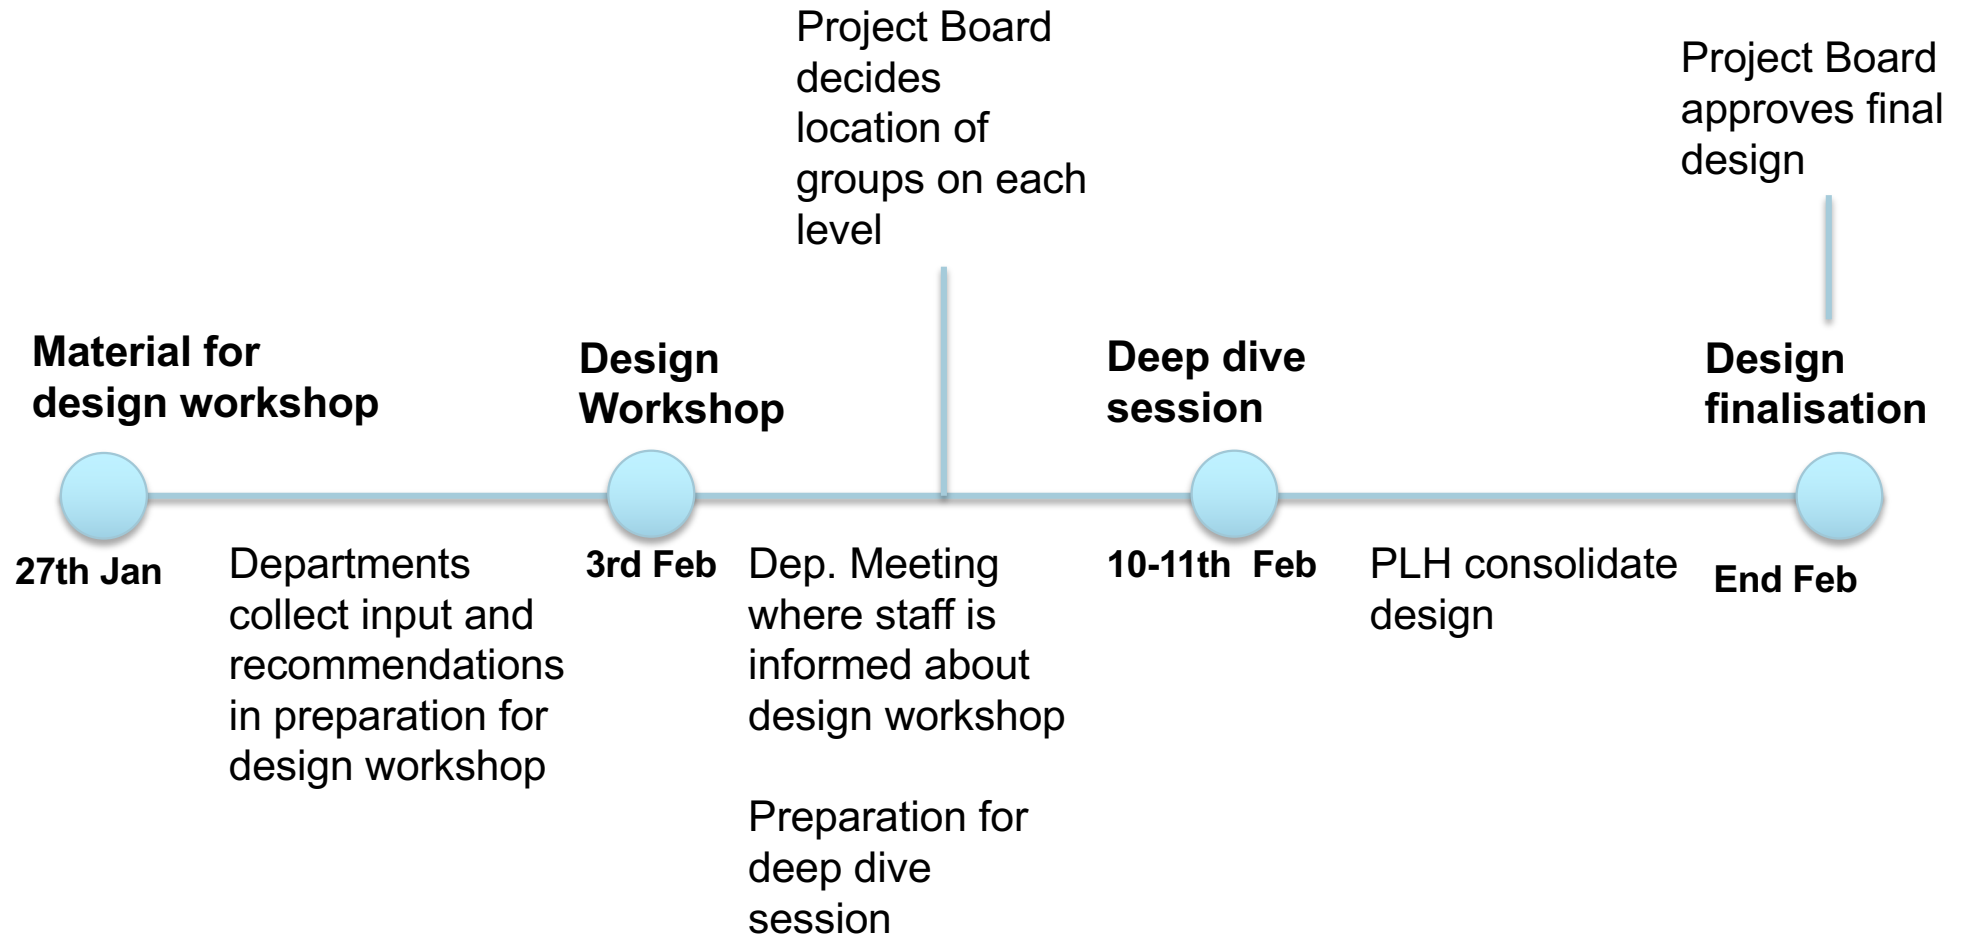 Project Board
decides
location of
groups on each
level
Project Board
approves final
design
Material for
design workshop
Design
Workshop
Deep dive
session
Design
finalisation
27th Jan
Departments
collect input and
recommendations
in preparation for
design workshop
3rd Feb
Dep. Meeting
where staff is
informed about
design workshop
Preparation for
deep dive
session
10-11th  Feb
PLH consolidate
design
End Feb